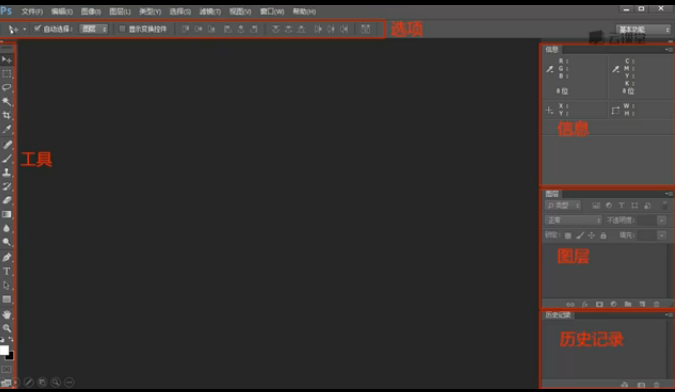 Ps 文件(F) 编辑(E) 图像(I) 图层(L) 类型(Y) 选择(S) 滤镜(T) 视图(V) 窗口(W) 帮助(H)
自动选择： 图层 显示变换控件 选项 基本功能
云课堂
信息
R： C：
G： M：
B： Y：
K：
8 位 8 位
X： W：
Y： H：
信息
工具
图层
类型
正常 不透明度：
锁定： 填充：
图层
历史记录
历史记录